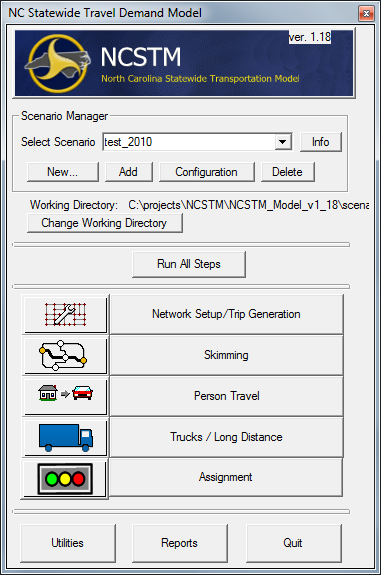 NC Statewide Travel Demand Model
ver. 1.18
NCSTM
North Carolina Statewide Transportation Model
Scenario Manager
Select Scenario test_2010 Info
New... Add Configuration Delete
Working Directory: C:\projects\NCSTM\NCSTM_Model_v1_18\scena
Change Working Directory
Run All Steps
Network Setup/Trip Generation
Skimming
Person Travel
Trucks / Long Distance
Assignment
Utilities Reports Quit